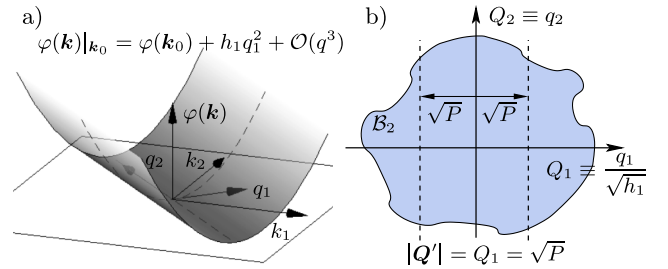 a)
φ(k)|ₖ₀ = φ(k₀) + h₁q₁² + 𝒪(q³)
φ(k)
q₂
k₂
q₁
k₁
b)
Q₂ ≡ q₂
ℬ₂
√P √P
Q₁ ≡ q₁/√h₁
|Q'| = Q₁ = √P